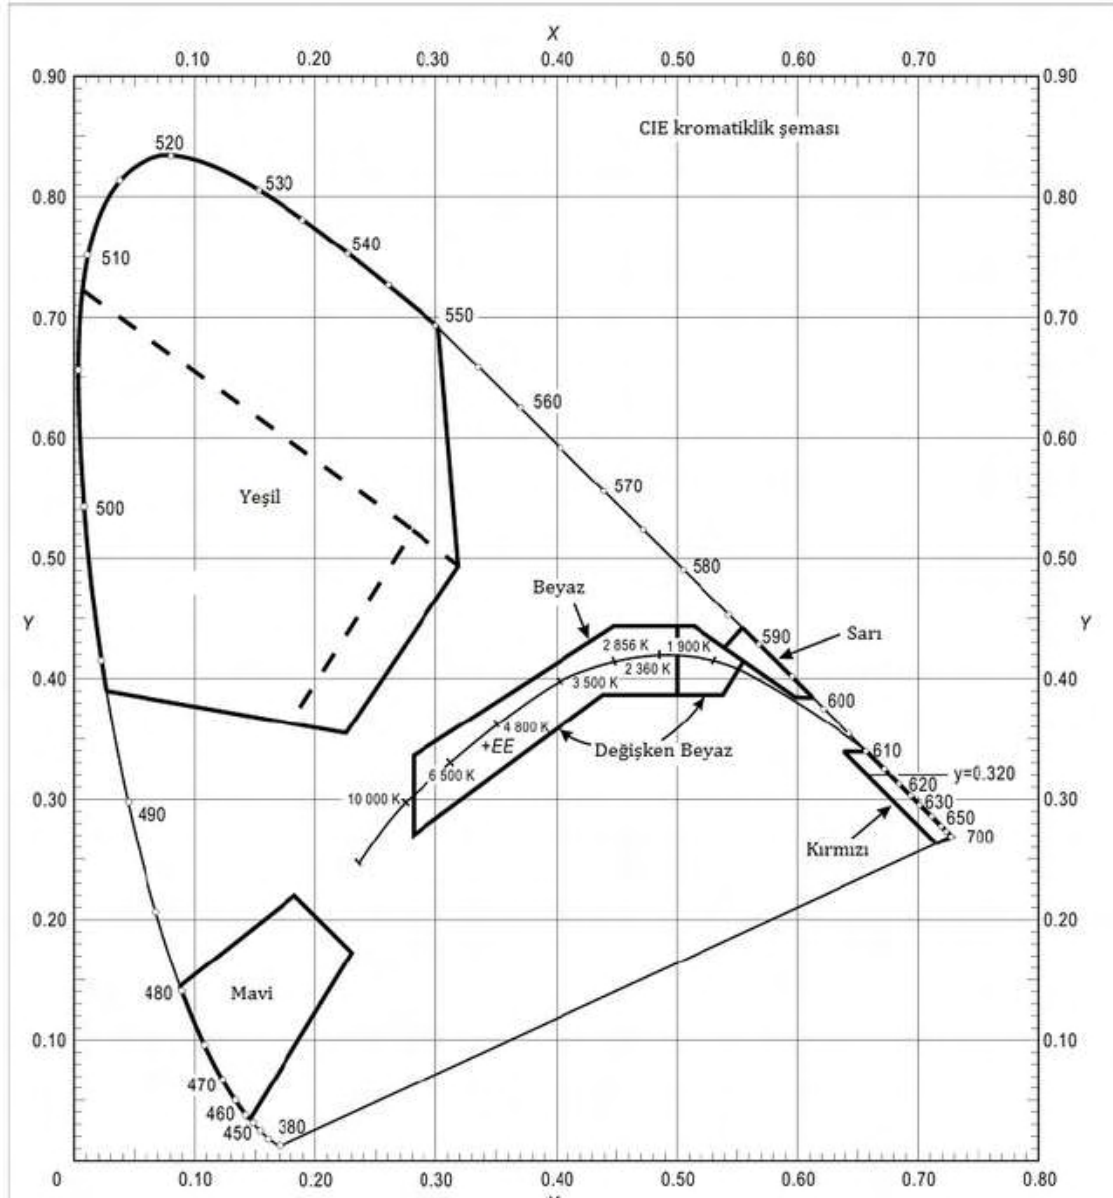 X
0.10 0.20 0.30 0.40 0.50 0.60 0.70
0.90 0.90
CIE kromatiklik şeması
520
530
0.80 0.80
540
510
550
0.70 0.70
560
0.60 0.60
570
Yeşil
500
580
0.50 0.50
Beyaz
Y Y
590 Sarı
2 856 K 1 900K
2 360 K
0.40 3 500 K 0.40
600
4 800 K
+EE Değişken Beyaz 610
6 500 K y=0.320
620
10 000 K
0.30 630 0.30
490
650
700
Kırmızı
0.20 0.20
480 Mavi
0.10 0.10
470
460
450 380
0 0.10 0.20 0.30 0.40 0.50 0.60 0.70 0.80